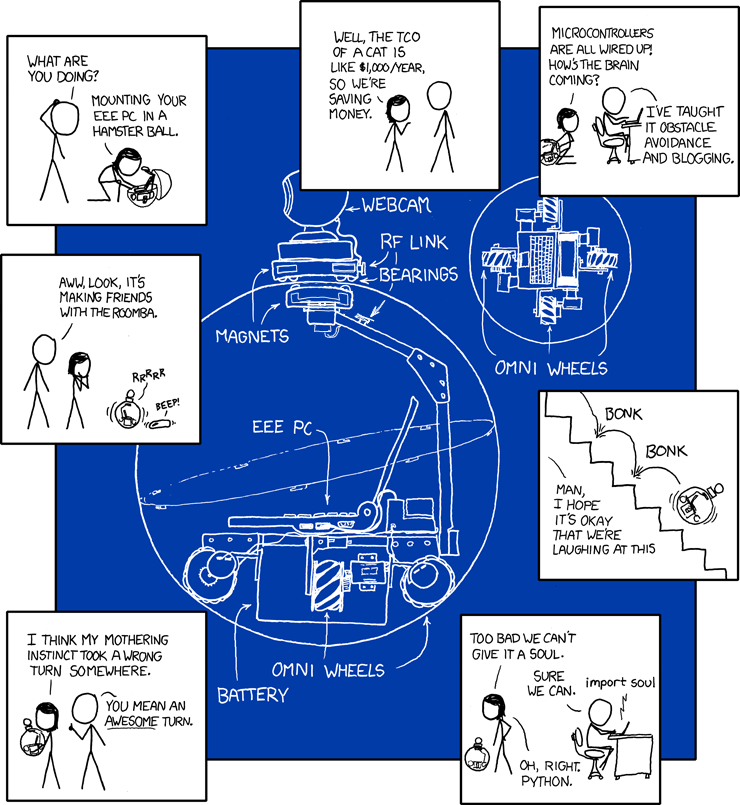 WHAT ARE
YOU DOING?
MOUNTING YOUR
EEE PC IN A
HAMSTER BALL.
WELL, THE TCO
OF A CAT IS
LIKE $1,000/YEAR,
SO WE'RE
SAVING
MONEY.
MICROCONTROLLERS
ARE ALL WIRED UP!
HOW'S THE BRAIN
COMING?
I'VE TAUGHT
IT OBSTACLE
AVOIDANCE
AND BLOGGING.
WEBCAM
RF LINK
BEARINGS
MAGNETS
OMNI WHEELS
AWW, LOOK, IT'S
MAKING FRIENDS
WITH THE ROOMBA.
RRRRR
BEEP!
EEE PC
BONK
BONK
MAN,
I HOPE
IT'S OKAY
THAT WE'RE
LAUGHING AT THIS
OMNI WHEELS
BATTERY
I THINK MY MOTHERING
INSTINCT TOOK A WRONG
TURN SOMEWHERE.
YOU MEAN AN
AWESOME TURN.
TOO BAD WE CAN'T
GIVE IT A SOUL.
SURE
WE CAN.
import soul
OH, RIGHT.
PYTHON.